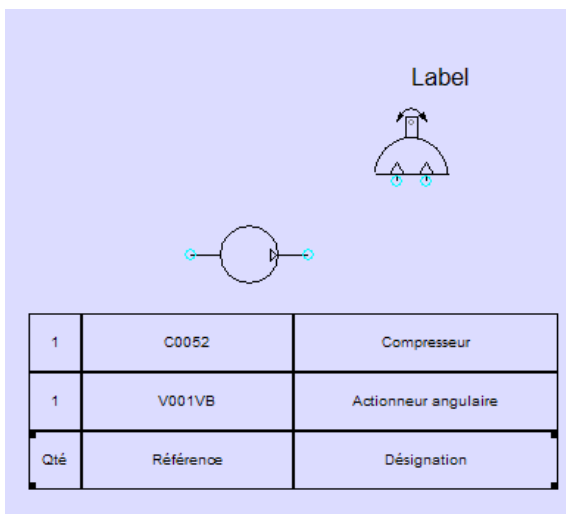 Label
1 C0052 Compresseur
1 V001VB Actionneur angulaire
Qté Référence Désignation